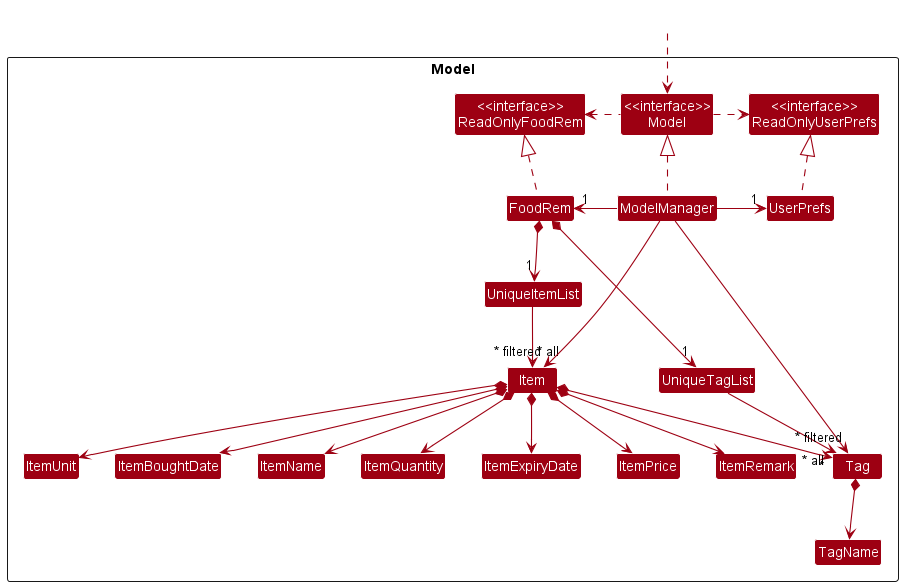 Model
<<interface>>
ReadOnlyFoodRem
<<interface>>
Model
<<interface>>
ReadOnlyUserPrefs
FoodRem
1
ModelManager
1
UserPrefs
1
UniqueItemList
* filtered
* all
1
Item
UniqueTagList
* filtered
* all
*
ItemUnit
ItemBoughtDate
ItemName
ItemQuantity
ItemExpiryDate
ItemPrice
ItemRemark
Tag
TagName